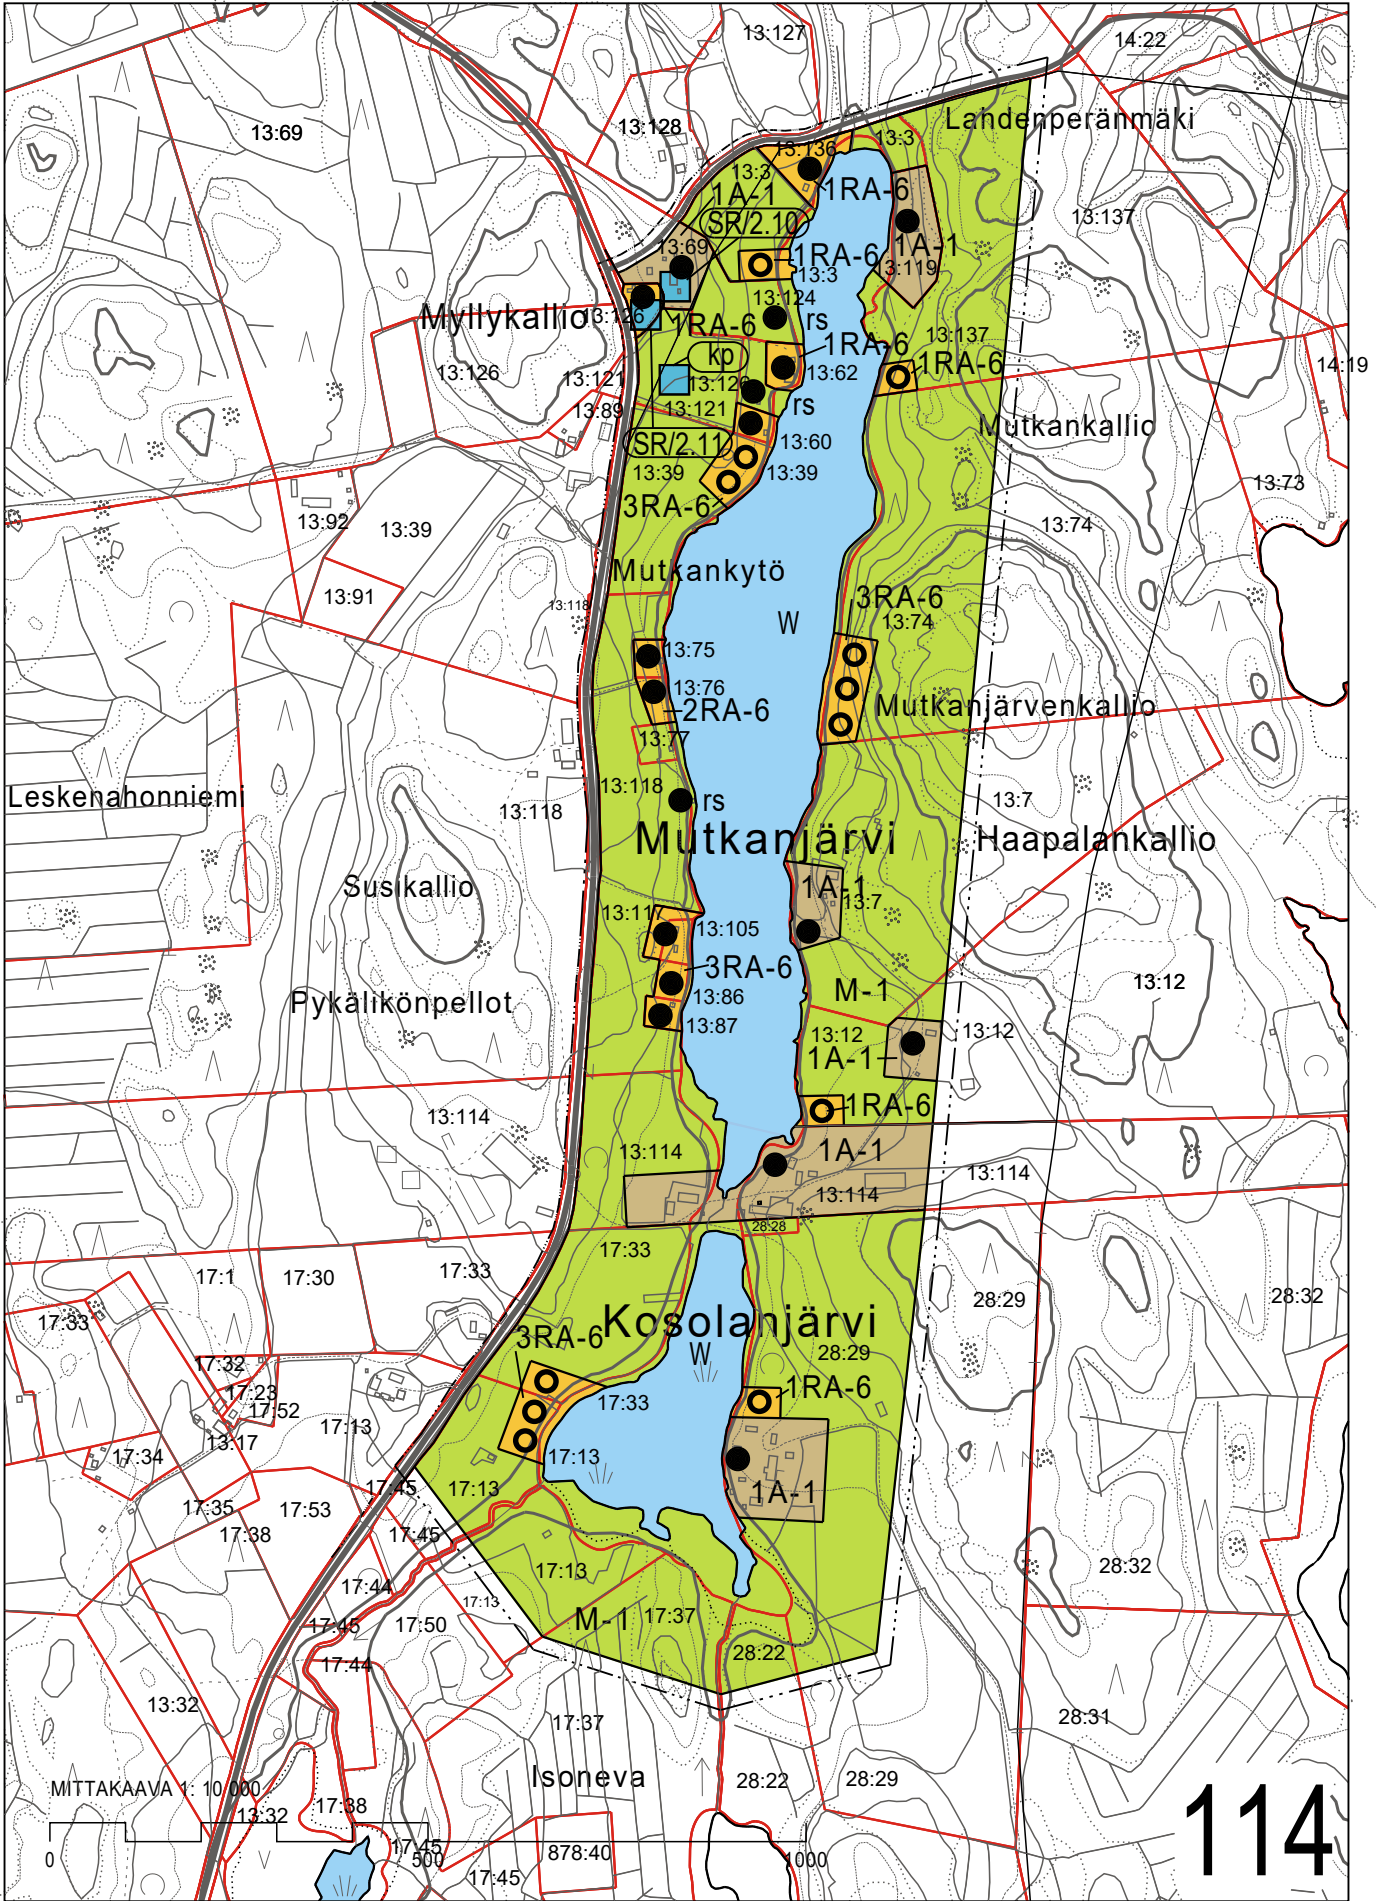 13:127
14:22
13:69
13:128
13:136
13:3
Lahdenperänmäki
13:3
1A-1
1RA-6
13:137
SR/2.10
13:69
1RA-6
13:3
1A-1
13:119
Myllykallio
13:126
1RA-6
13:124
rs
1RA-6
13:137
1RA-6
14:19
13:126
13:121
kp
13:126
13:62
13:89
13:121
rs
Mutkankallio
SR/2.11
13:60
13:39
13:39
13:73
3RA-6
13:92
13:39
13:74
Mutkankytö
13:91
13:118
W
3RA-6
13:74
13:75
13:76
2RA-6
Mutkanjärvenkallio
13:77
Leskenahonniemi
13:118
13:118
rs
13:7
Mutkanjärvi
Haapalankallio
Susikallio
1A-1
13:7
13:117
13:105
3RA-6
13:86
13:87
M-1
13:12
Pykälikönpellot
13:12
1A-1
13:12
1RA-6
13:114
13:114
1A-1
13:114
13:114
28:28
17:33
17:1
17:30
17:33
28:29
28:32
17:33
Kosolanjärvi
3RA-6
W
28:29
17:32
17:23
17:52
1RA-6
17:33
17:13
13:17
17:34
17:13
17:45
17:13
1A-1
17:35
17:53
17:38
17:45
17:13
28:32
17:44
17:13
M-1
17:37
17:45
17:50
28:22
17:44
13:32
17:37
28:31
Isoneva
28:22
28:29
MITTAKAAVA 1: 10 000
13:32
17:38
17:45
878:40
17:45
0
500
1000
114